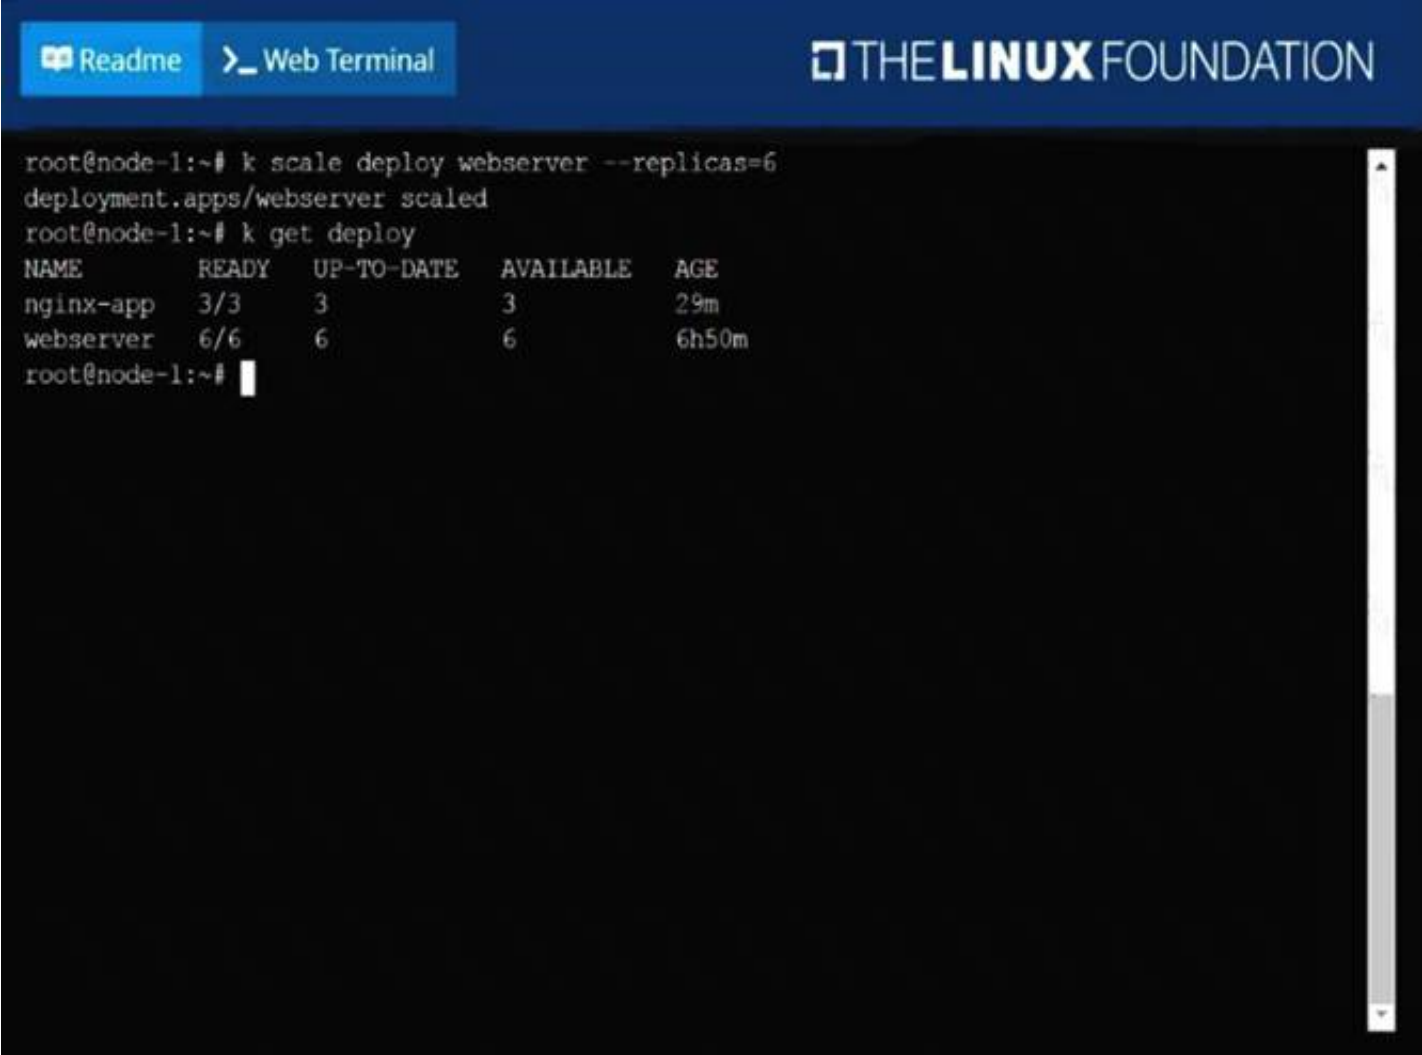 Readme >_ Web Terminal THE LINUX FOUNDATION
root@node-1:~# k scale deploy webserver --replicas=6
deployment.apps/webserver scaled
root@node-1:~# k get deploy
NAME READY UP-TO-DATE AVAILABLE AGE
nginx-app 3/3 3 3 29m
webserver 6/6 6 6 6h50m
root@node-1:~#